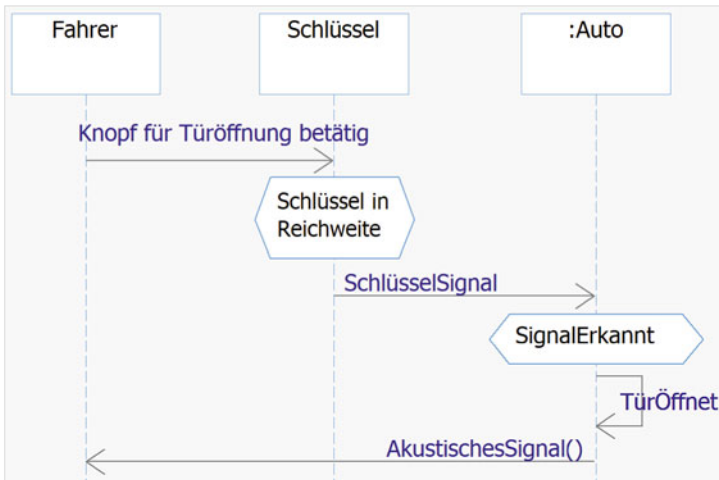 Fahrer
Schlüssel
:Auto
Knopf für Türöffnung betätig
Schlüssel in
Reichweite
SchlüsselSignal
SignalErkannt
TürÖffnet
AkustischesSignal()